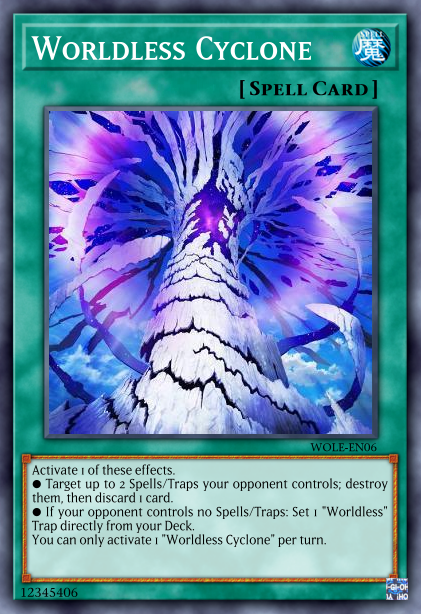 WORLDLESS CYCLONE
魔
[ SPELL CARD ]
WOLE-EN06
Activate 1 of these effects.
● Target up to 2 Spells/Traps your opponent controls; destroy
them, then discard 1 card.
● If your opponent controls no Spells/Traps: Set 1 "Worldless"
Trap directly from your Deck.
You can only activate 1 "Worldless Cyclone" per turn.
12345406